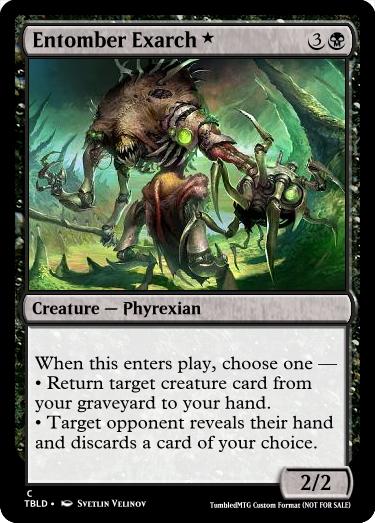 Entomber Exarch★ 3
Creature — Phyrexian
When this enters play, choose one —
• Return target creature card from
your graveyard to your hand.
• Target opponent reveals their hand
and discards a card of your choice.
2/2
C
TBLD • Svetlin Velinov
TumbledMTG Custom Format (NOT FOR SALE)